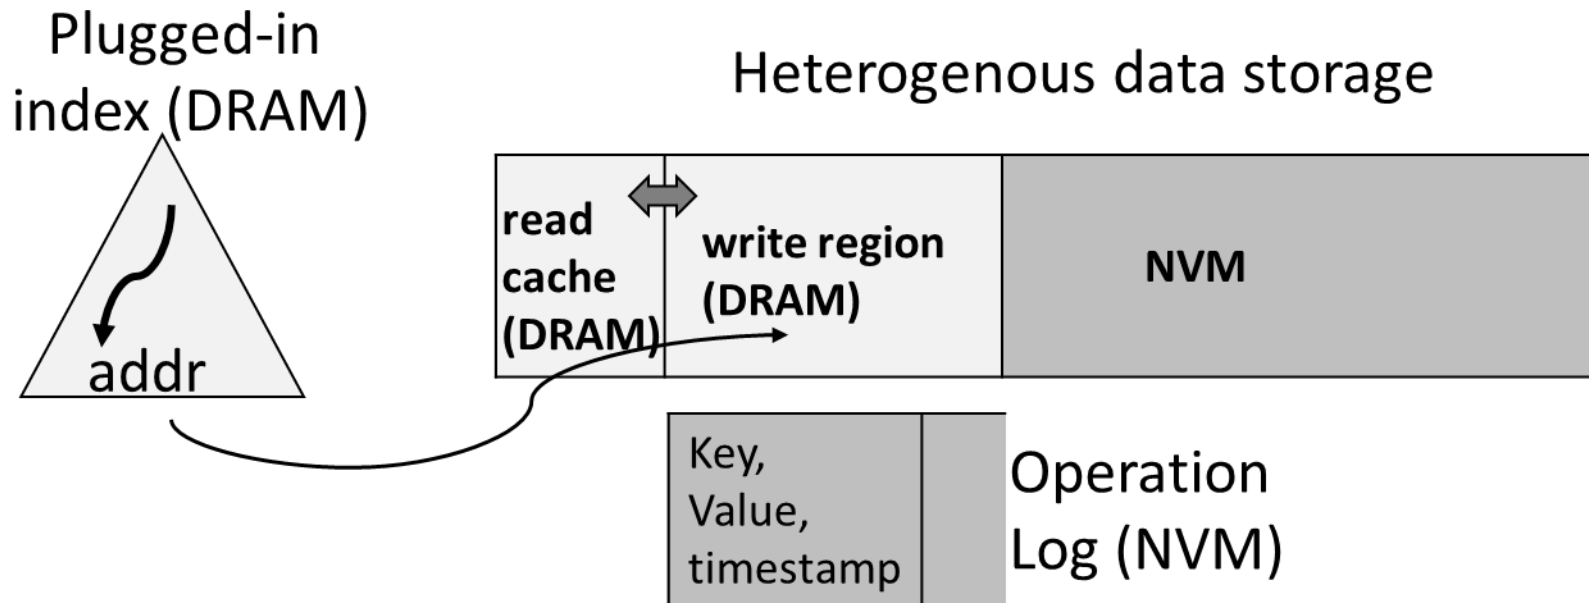 Plugged-in
index (DRAM)
addr
Heterogenous data storage
read
cache
(DRAM)
write region
(DRAM)
NVM
Key,
Value,
timestamp
Operation
Log (NVM)